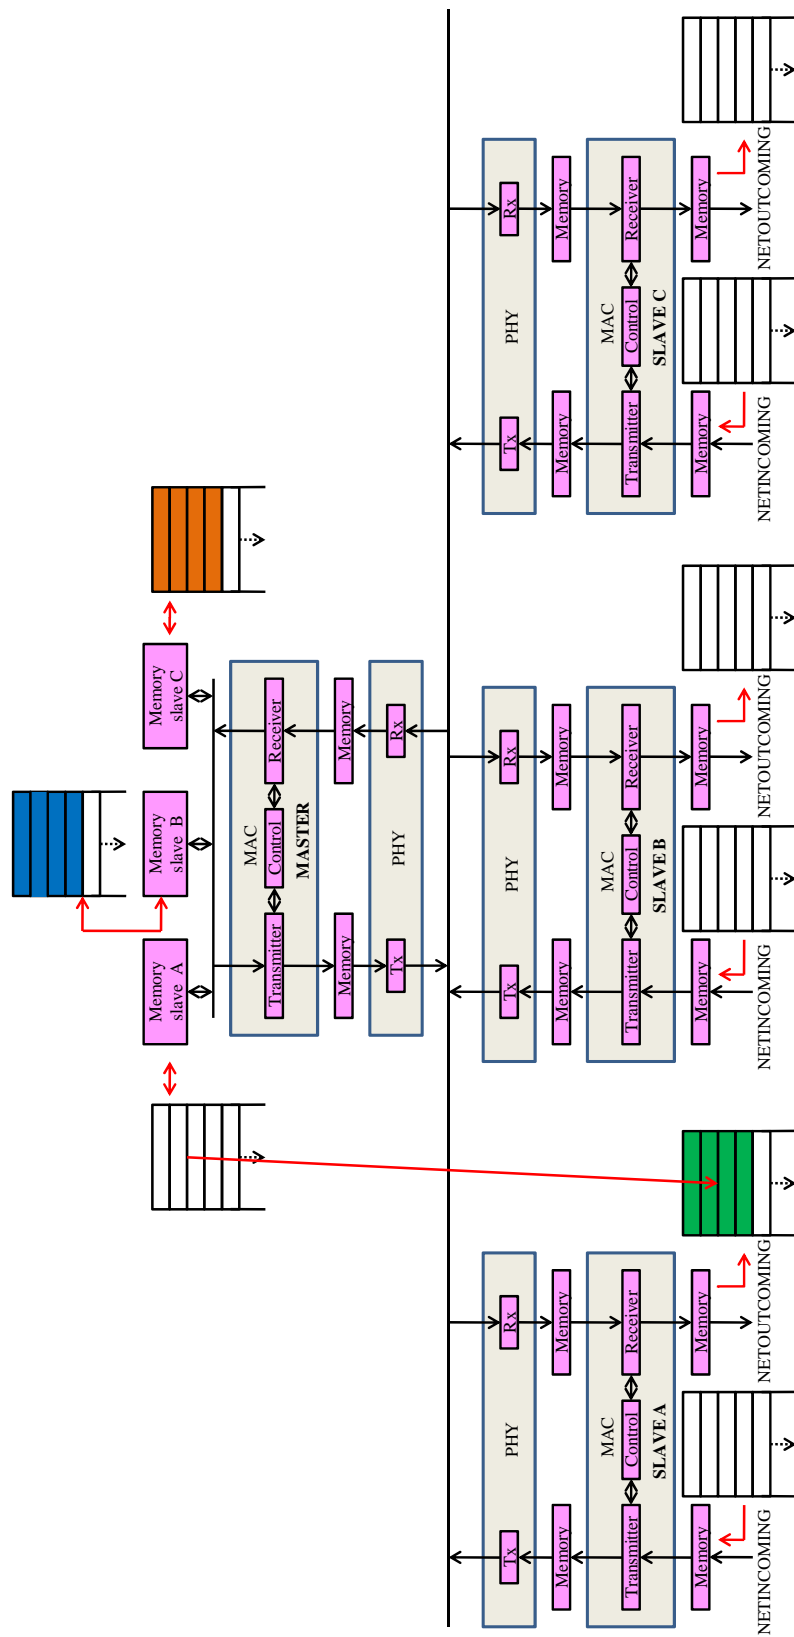 Memory
slave A
Memory
slave B
Memory
slave C
MAC
Transmitter
Control
Receiver
MASTER
Memory
Memory
Tx
PHY
Rx
Tx
PHY
Rx
Memory
Memory
MAC
Transmitter
Control
Receiver
SLAVE A
Memory
Memory
NETINCOMING
NETOUTCOMING
Tx
PHY
Rx
Memory
Memory
MAC
Transmitter
Control
Receiver
SLAVE B
Memory
Memory
NETINCOMING
NETOUTCOMING
Tx
PHY
Rx
Memory
Memory
MAC
Transmitter
Control
Receiver
SLAVE C
Memory
Memory
NETINCOMING
NETOUTCOMING